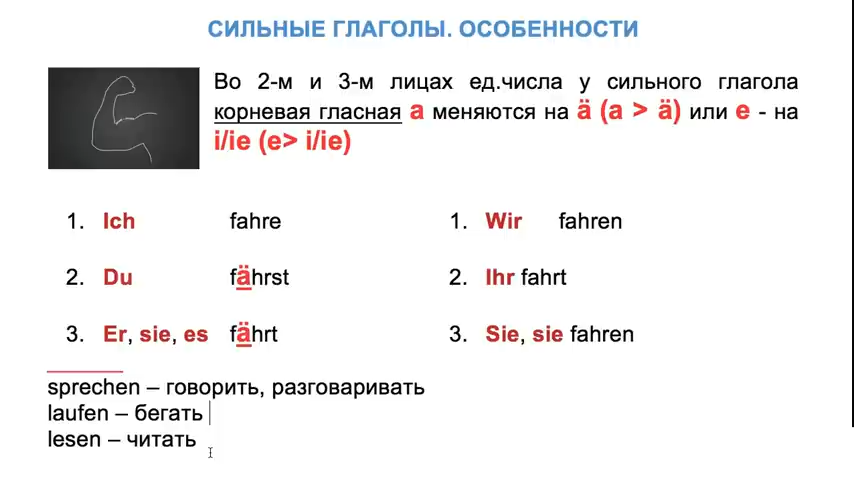 СИЛЬНЫЕ ГЛАГОЛЫ. ОСОБЕННОСТИ
Во 2-м и 3-м лицах ед.числа у сильного глагола
корневая гласная а меняются на ä (a > ä) или е - на
i/ie (e> i/ie)
1. Ich fahre
2. Du fährst
3. Er, sie, es fährt
1. Wir fahren
2. Ihr fahrt
3. Sie, sie fahren
sprechen – говорить, разговаривать
laufen – бегать
lesen – читать